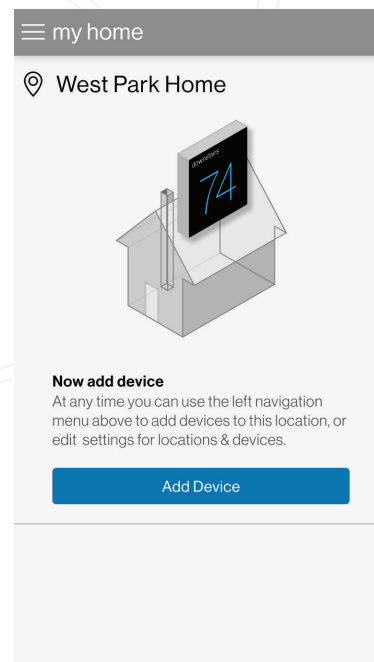 my home
West Park Home
downstairs
74
Now add device
At any time you can use the left navigation
menu above to add devices to this location, or
edit settings for locations & devices.
Add Device